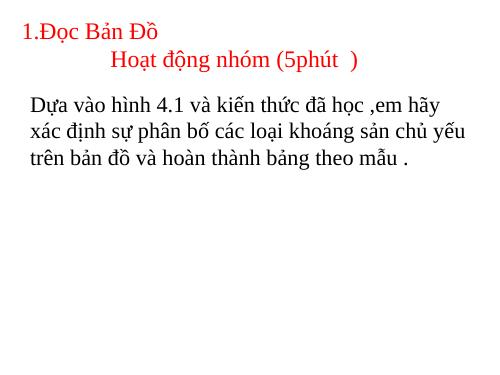 1.Đọc Bản Đồ
Hoạt động nhóm (5phút  )
Dựa vào hình 4.1 và kiến thức đã học ,em hãy
xác định sự phân bố các loại khoáng sản chủ yếu
trên bản đồ và hoàn thành bảng theo mẫu .